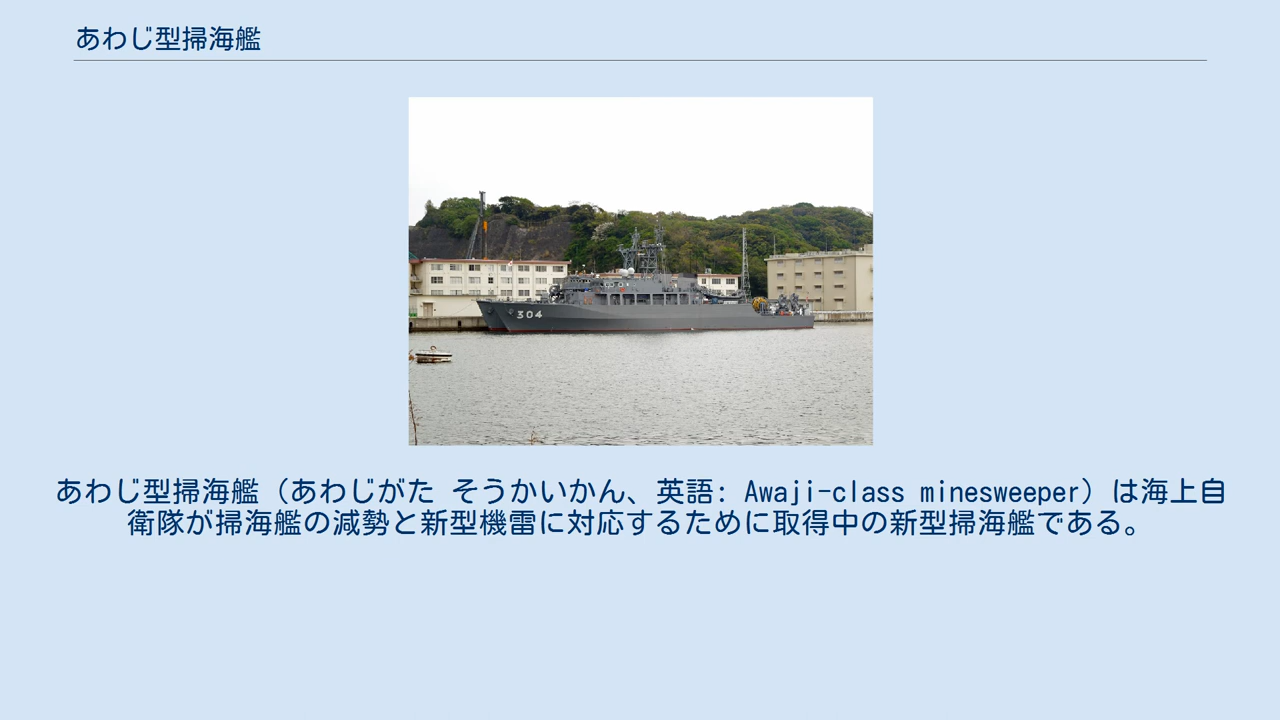 あわじ型掃海艦
304
あわじ型掃海艦（あわじがた そうかいかん、英語: Awaji-class minesweeper）は海上自
衛隊が掃海艦の減勢と新型機雷に対応するために取得中の新型掃海艦である。